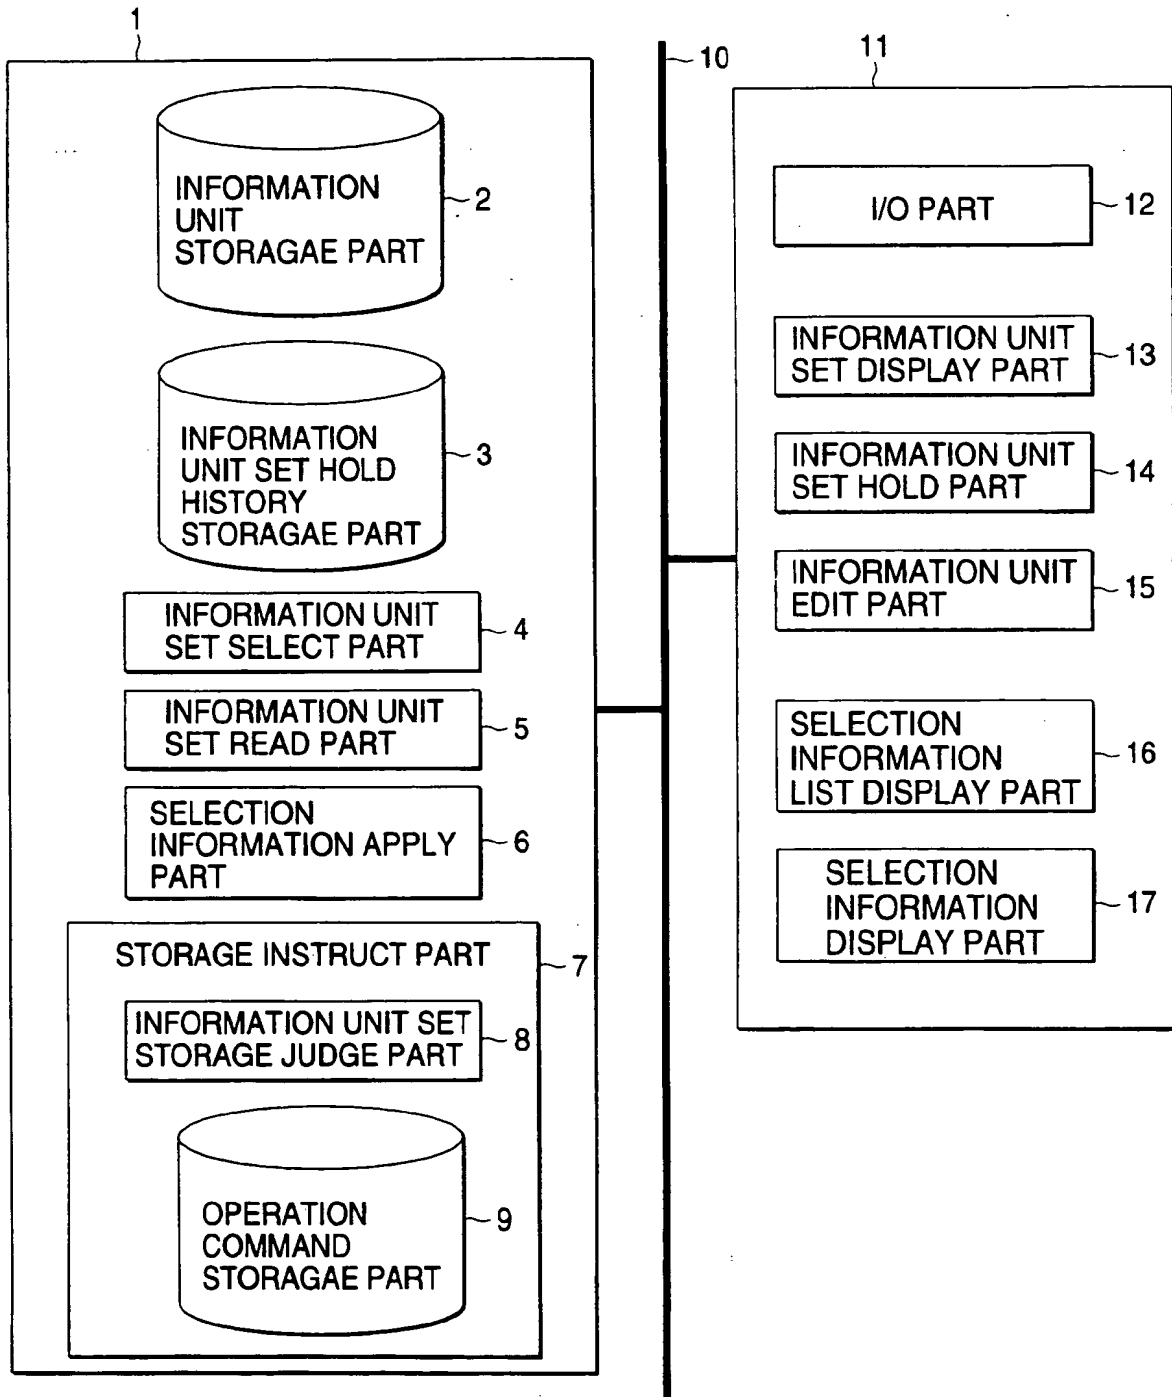 1
INFORMATION
UNIT
STORAGAE PART
2
INFORMATION
UNIT SET HOLD
HISTORY
STORAGAE PART
3
INFORMATION UNIT
SET SELECT PART
4
INFORMATION UNIT
SET READ PART
5
SELECTION
INFORMATION APPLY
PART
6
STORAGE INSTRUCT PART
7
INFORMATION UNIT SET
STORAGE JUDGE PART
8
OPERATION
COMMAND
STORAGAE PART
9
10
11
I/O PART
12
INFORMATION UNIT
SET DISPLAY PART
13
INFORMATION UNIT
SET HOLD PART
14
INFORMATION UNIT
EDIT PART
15
SELECTION
INFORMATION
LIST DISPLAY PART
16
SELECTION
INFORMATION
DISPLAY PART
17